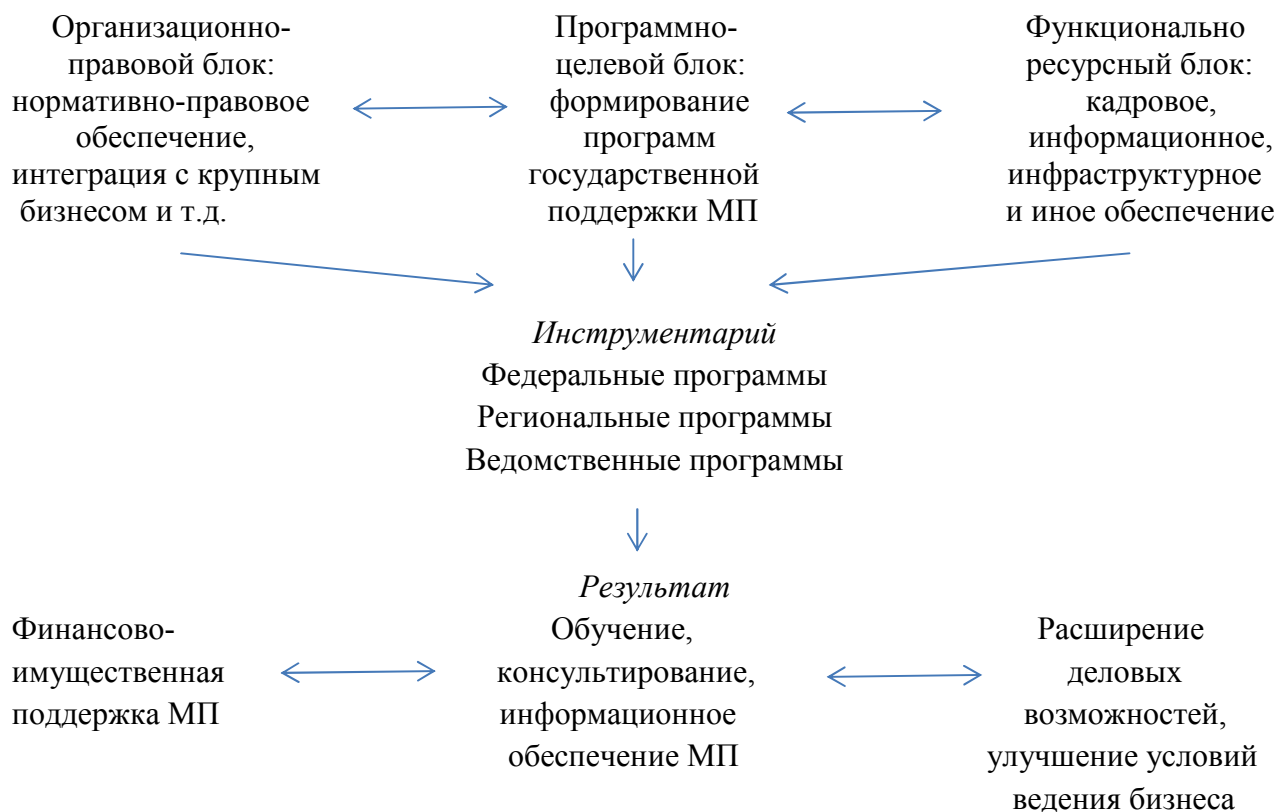 Организационно-
правовой блок:
нормативно-правовое
обеспечение,
интеграция с крупным
бизнесом и т.д.
Программно-
целевой блок:
формирование
программ
государственной
поддержки МП
Функционально
ресурсный блок:
кадровое,
информационное,
инфраструктурное
и иное обеспечение
Инструментарий
Федеральные программы
Региональные программы
Ведомственные программы
Результат
Финансово-
имущественная
поддержка МП
Обучение,
консультирование,
информационное
обеспечение МП
Расширение
деловых
возможностей,
улучшение условий
ведения бизнеса